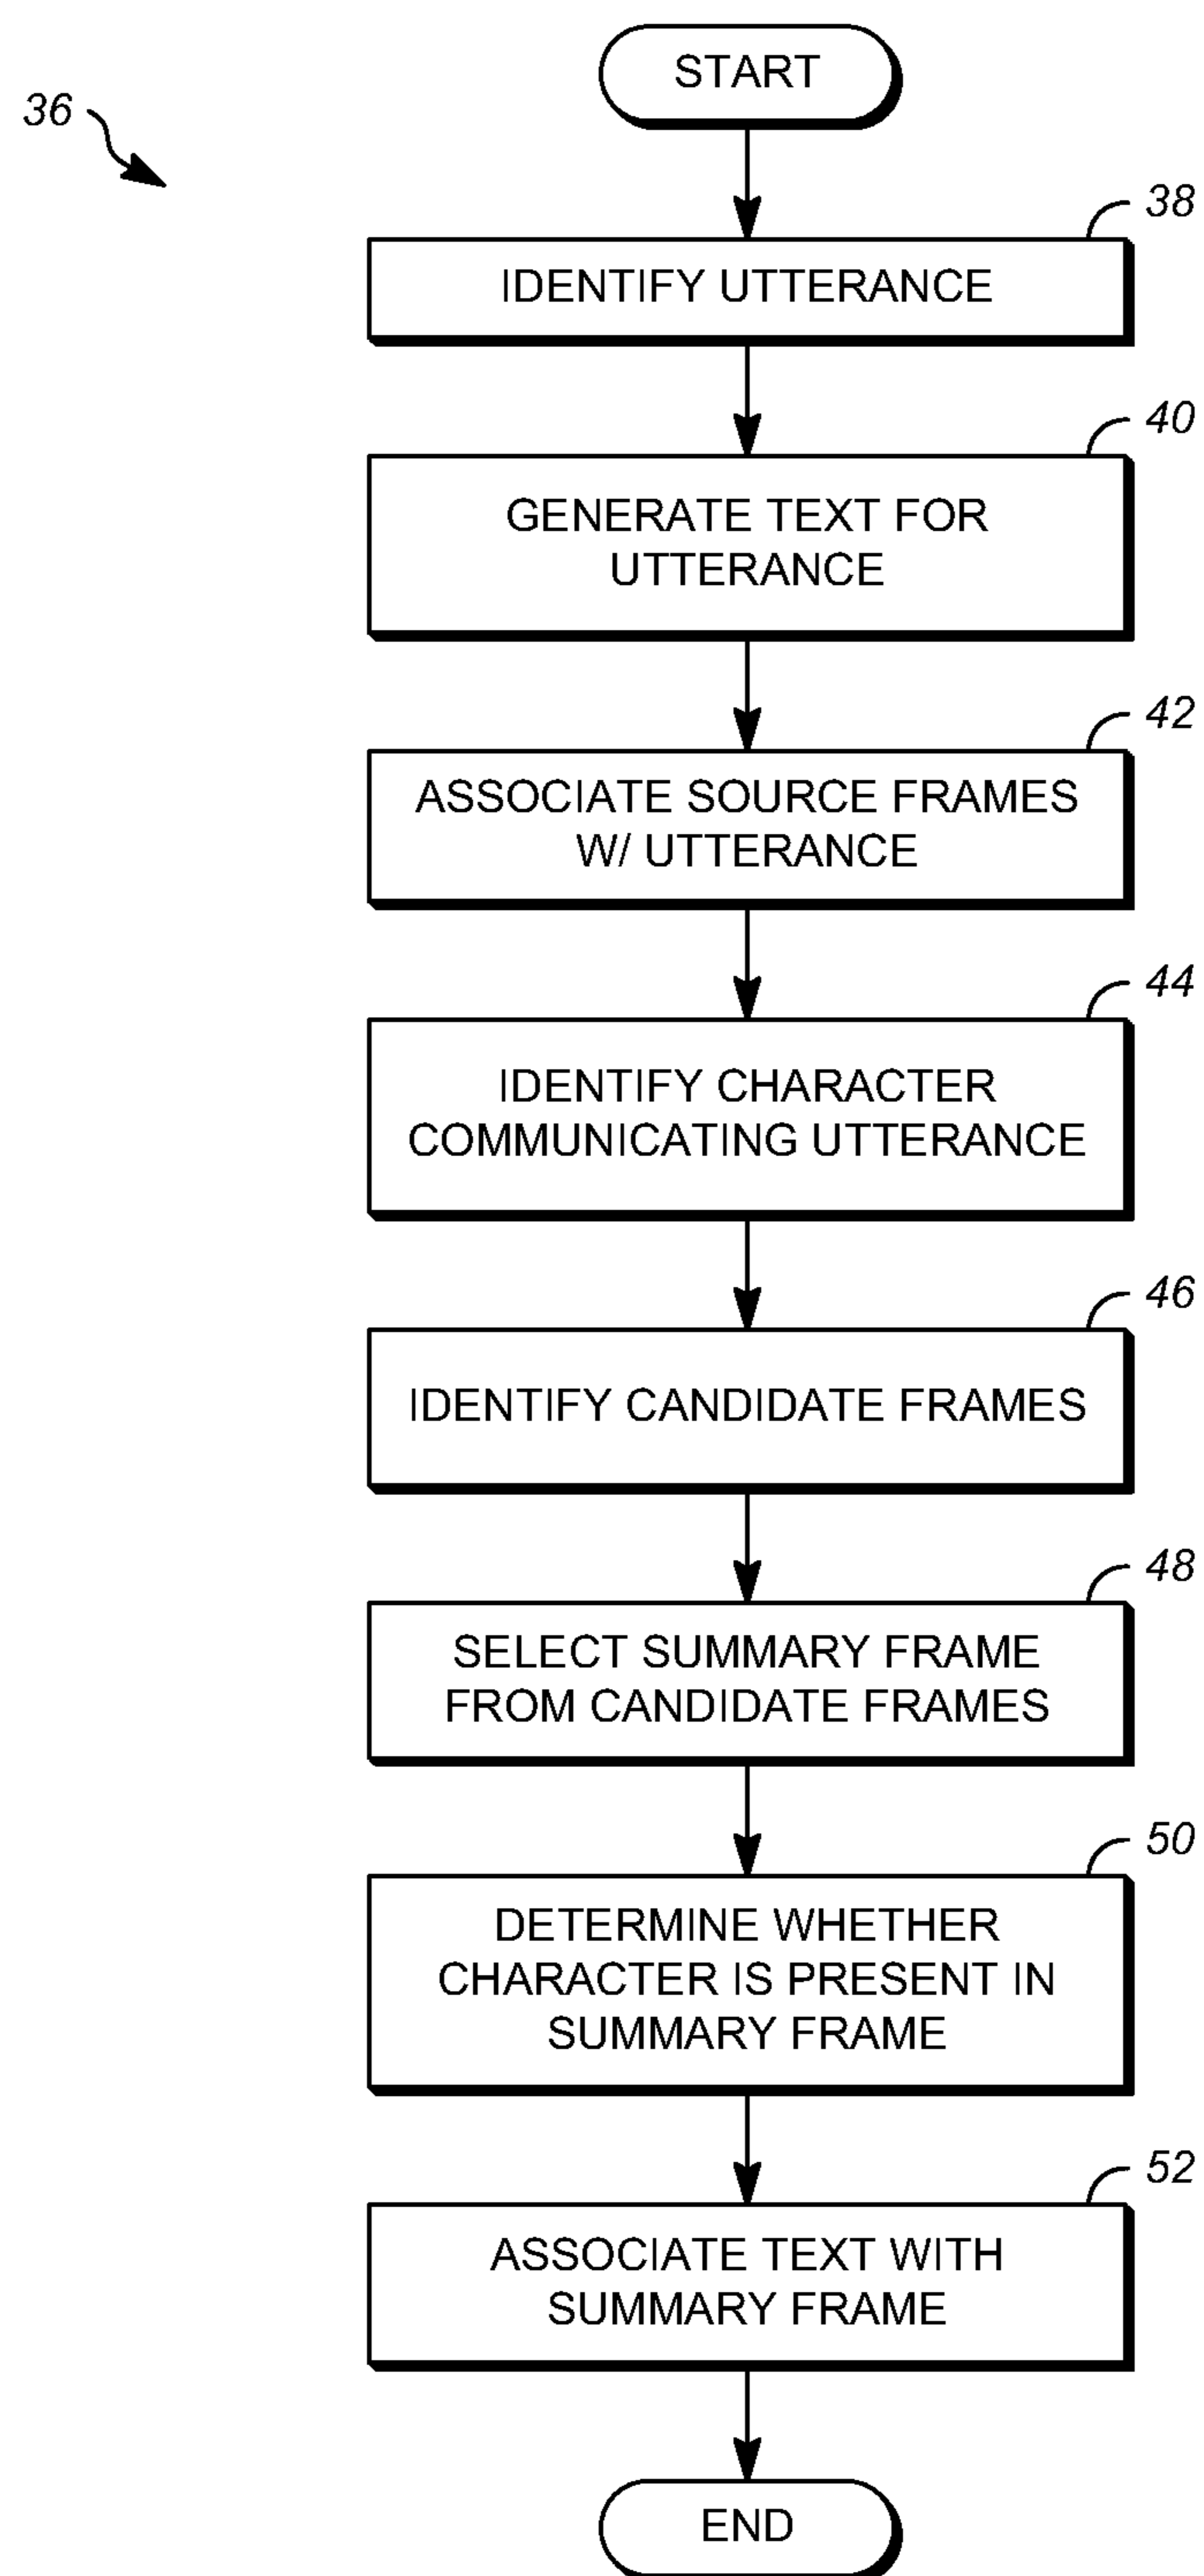 START
36
38
IDENTIFY UTTERANCE
40
GENERATE TEXT FOR
UTTERANCE
42
ASSOCIATE SOURCE FRAMES
W/ UTTERANCE
44
IDENTIFY CHARACTER
COMMUNICATING UTTERANCE
46
IDENTIFY CANDIDATE FRAMES
48
SELECT SUMMARY FRAME
FROM CANDIDATE FRAMES
50
DETERMINE WHETHER
CHARACTER IS PRESENT IN
SUMMARY FRAME
52
ASSOCIATE TEXT WITH
SUMMARY FRAME
END